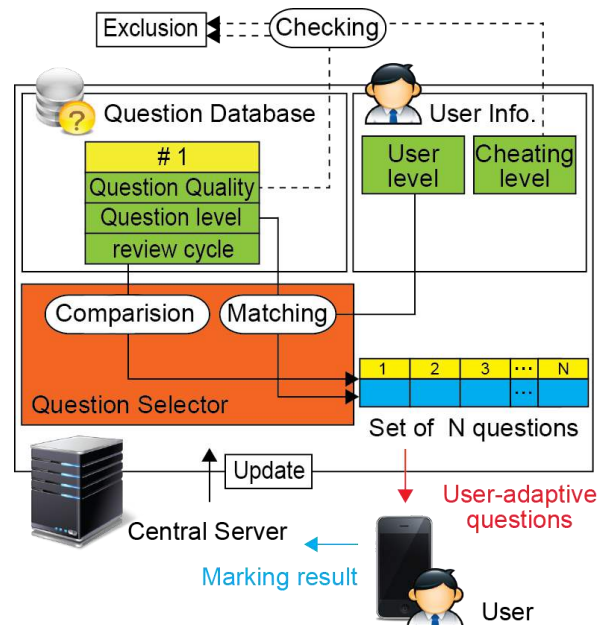 Exclusion
Checking
?
Question Database
User Info.
# 1
Question Quality
Question level
review cycle
User
level
Cheating
level
Comparision
Matching
1 2 3 ... N
...
Question Selector
Set of N questions
Update
User-adaptive
questions
Central Server
Marking result
User